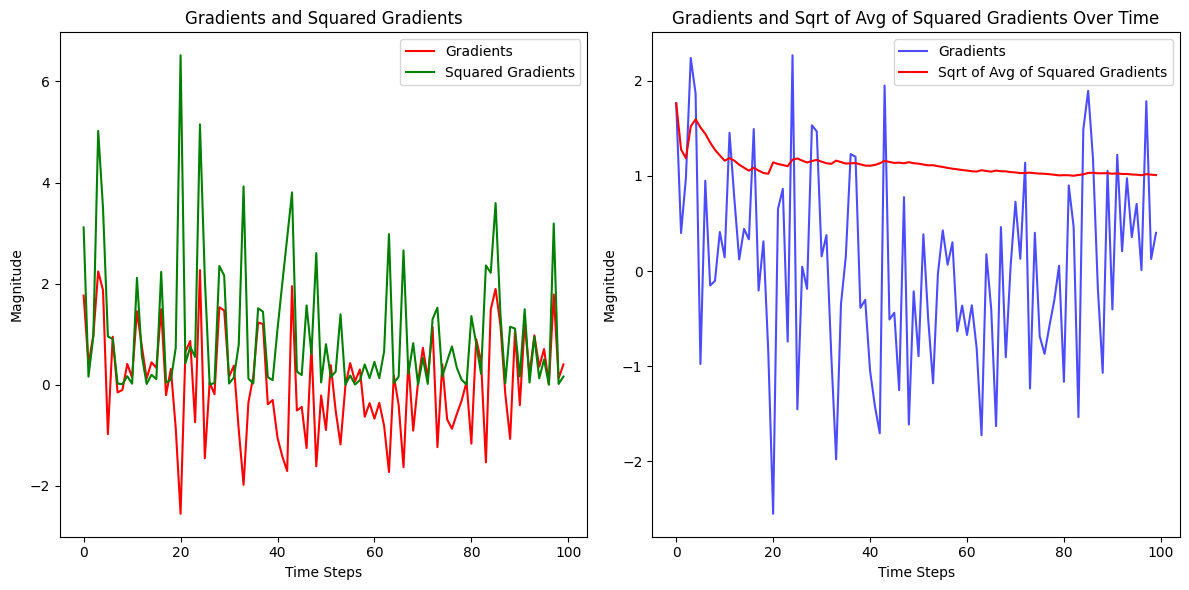 Gradients and Squared Gradients
Gradients
Squared Gradients
Magnitude
6
4
2
0
−2
0
20
40
60
80
100
Time Steps
Gradients and Sqrt of Avg of Squared Gradients Over Time
Gradients
Sqrt of Avg of Squared Gradients
Magnitude
2
1
0
−1
−2
0
20
40
60
80
100
Time Steps